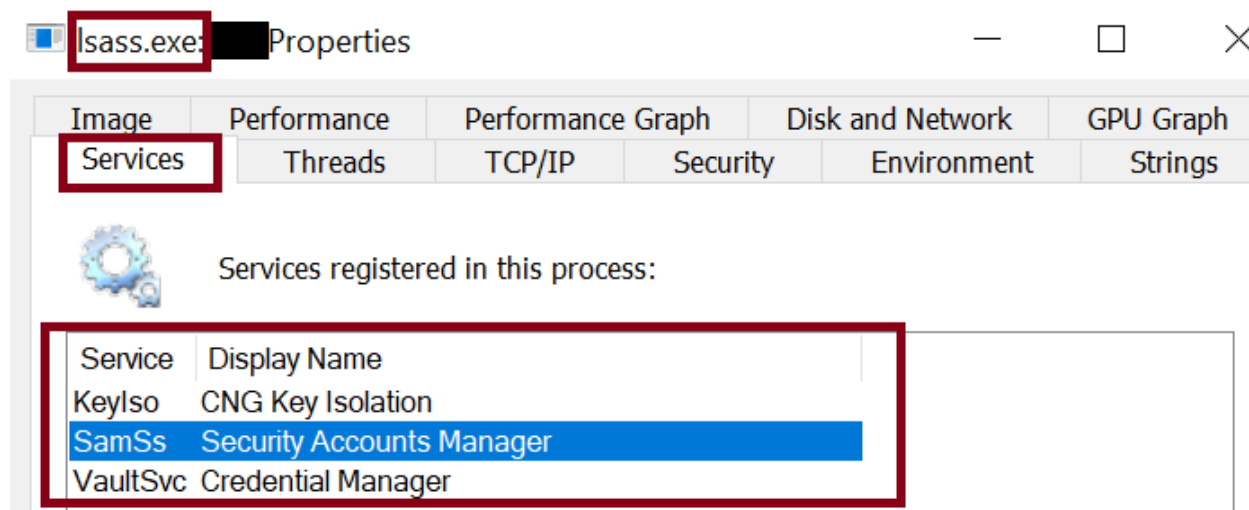 lsass.exe: Properties
Image Performance Performance Graph Disk and Network GPU Graph
Services Threads TCP/IP Security Environment Strings
Services registered in this process:
Service Display Name
KeyIso CNG Key Isolation
SamSs Security Accounts Manager
VaultSvc Credential Manager